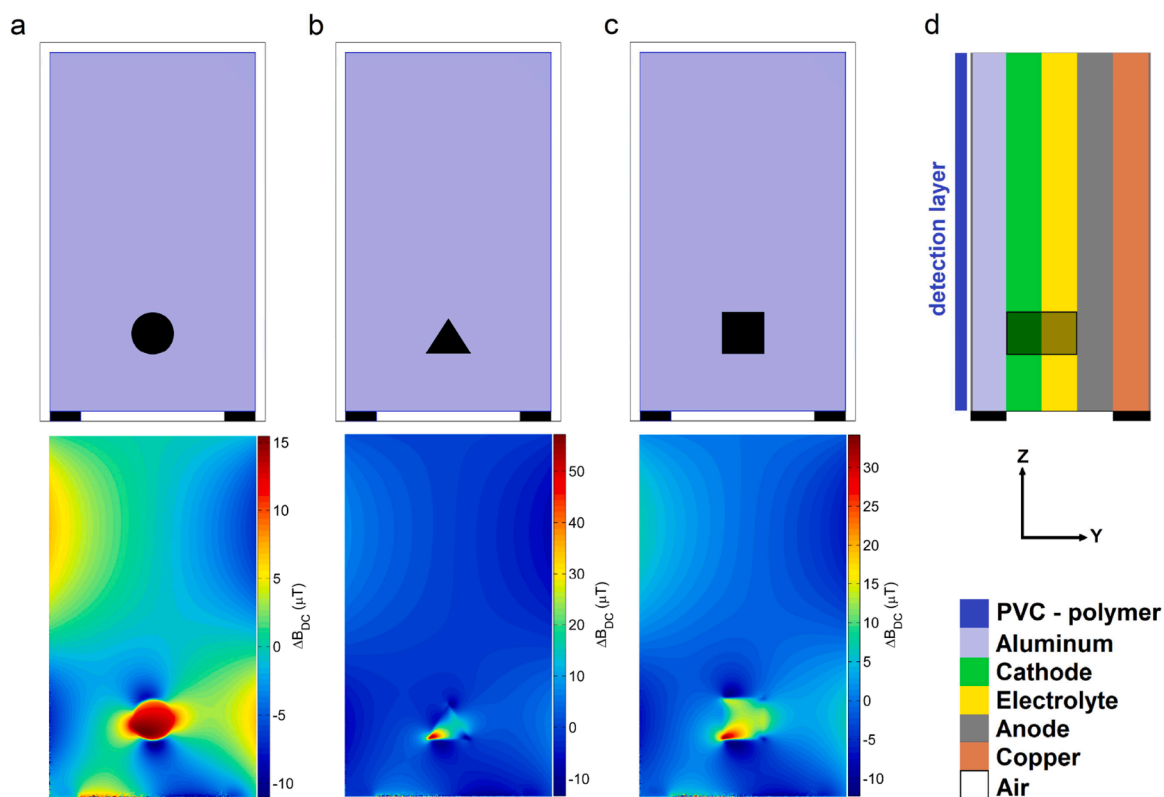 a
b
c
d
detection layer
15
10
5
0
-5
-10
ΔB_DC (μT)
50
40
30
20
10
0
-10
ΔB_DC (μT)
30
25
20
15
10
5
0
-5
-10
ΔB_DC (μT)
Z
Y
PVC - polymer
Aluminum
Cathode
Electrolyte
Anode
Copper
Air